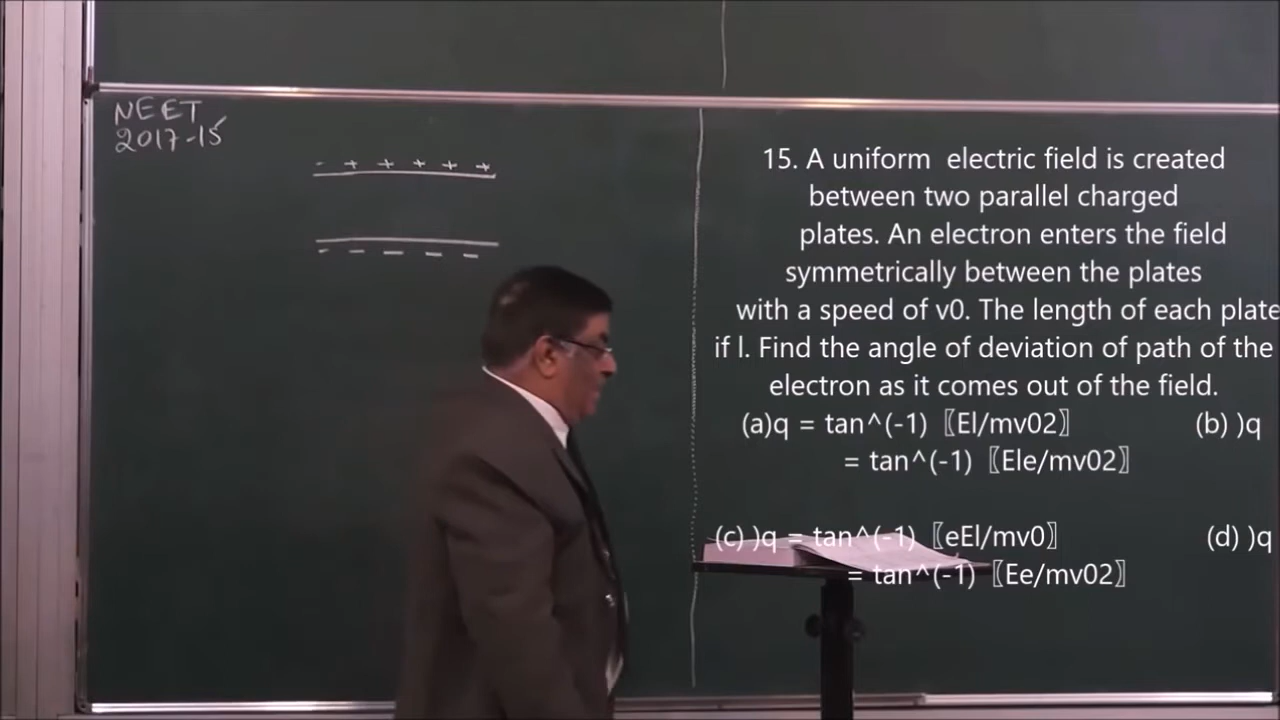 NEET
2017-15
- + + + + +
- - - - -
15. A uniform  electric field is created
between two parallel charged
plates. An electron enters the field
symmetrically between the plates
with a speed of v0. The length of each plate
if l. Find the angle of deviation of path of the
electron as it comes out of the field.
(a)q = tan^(-1)〖El/mv02〗 (b) )q
= tan^(-1)〖Ele/mv02〗
(c) )q = tan^(-1)〖eEl/mv0〗 (d) )q
= tan^(-1)〖Ee/mv02〗